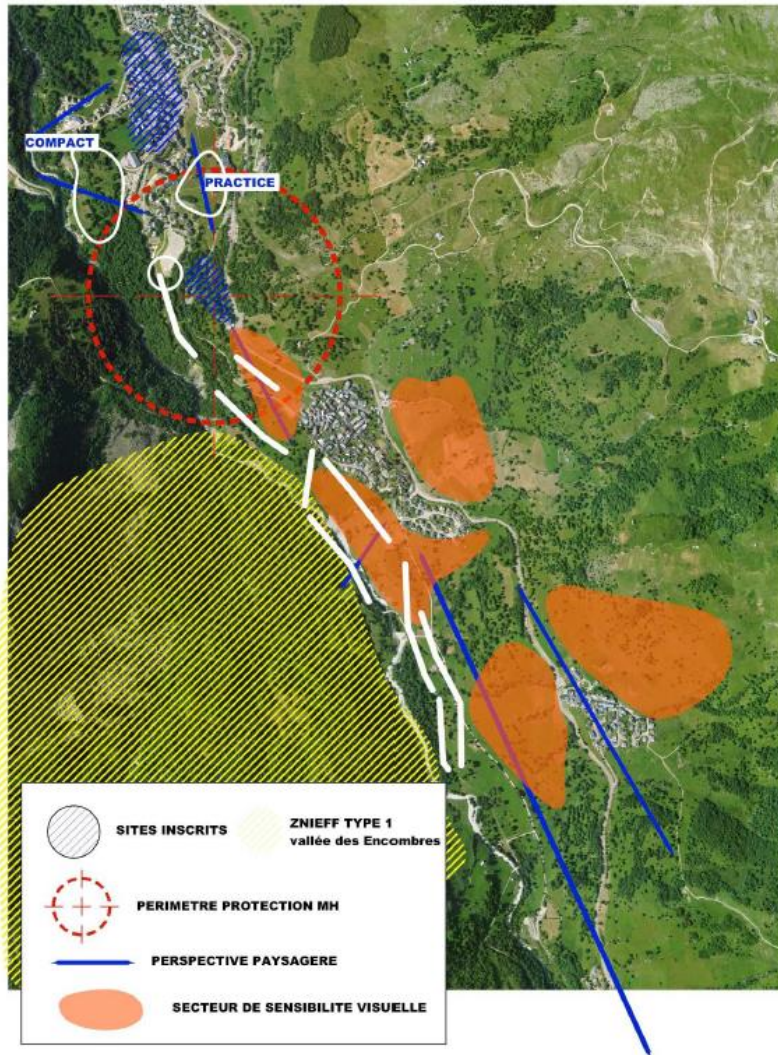 COMPACT
PRACTICE
SITES INSCRITS
ZNIEFF TYPE 1
vallée des Encombres
PERIMETRE PROTECTION MH
PERSPECTIVE PAYSAGERE
SECTEUR DE SENSIBILITE VISUELLE